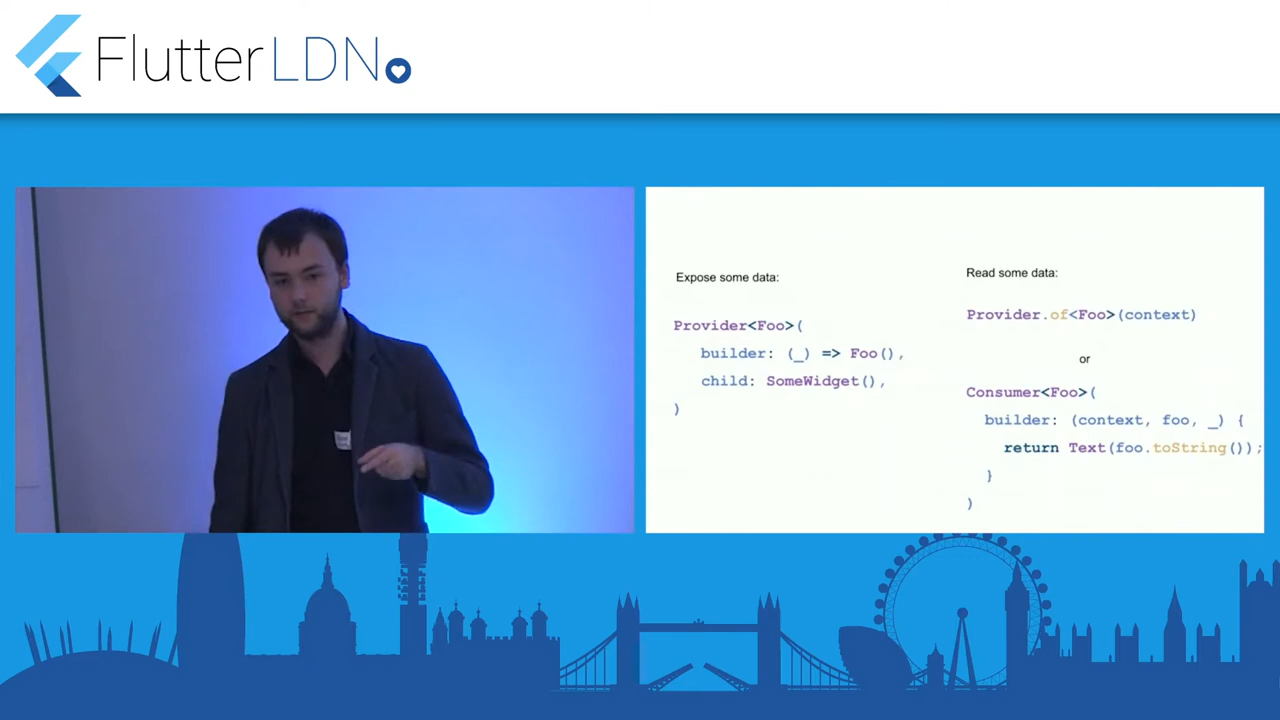 FlutterLDN
Expose some data:
Provider<Foo>(
builder: (_) => Foo(),
child: SomeWidget(),
)
Read some data:
Provider.of<Foo>(context)
or
Consumer<Foo>(
builder: (context, foo, _) {
return Text(foo.toString());
}
)